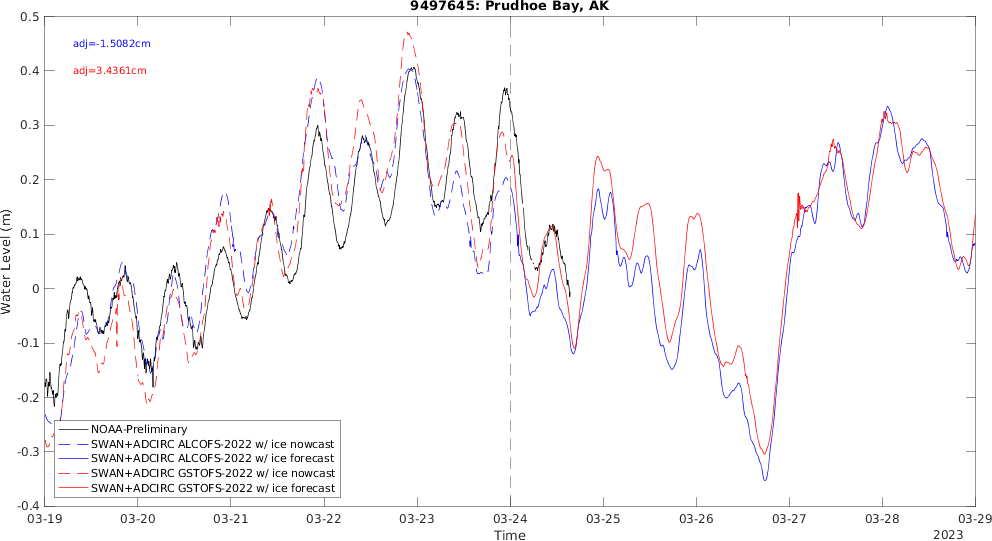 9497645: Prudhoe Bay, AK
0.5
adj=-1.5082cm
0.4
adj=3.4361cm
0.3
0.2
0.1
0
-0.1
-0.2
-0.3
-0.4
Water Level (m)
NOAA-Preliminary
SWAN+ADCIRC ALCOFS-2022 w/ ice nowcast
SWAN+ADCIRC ALCOFS-2022 w/ ice forecast
SWAN+ADCIRC GSTOFS-2022 w/ ice nowcast
SWAN+ADCIRC GSTOFS-2022 w/ ice forecast
03-19 03-20 03-21 03-22 03-23 03-24 03-25 03-26 03-27 03-28 03-29
Time
2023